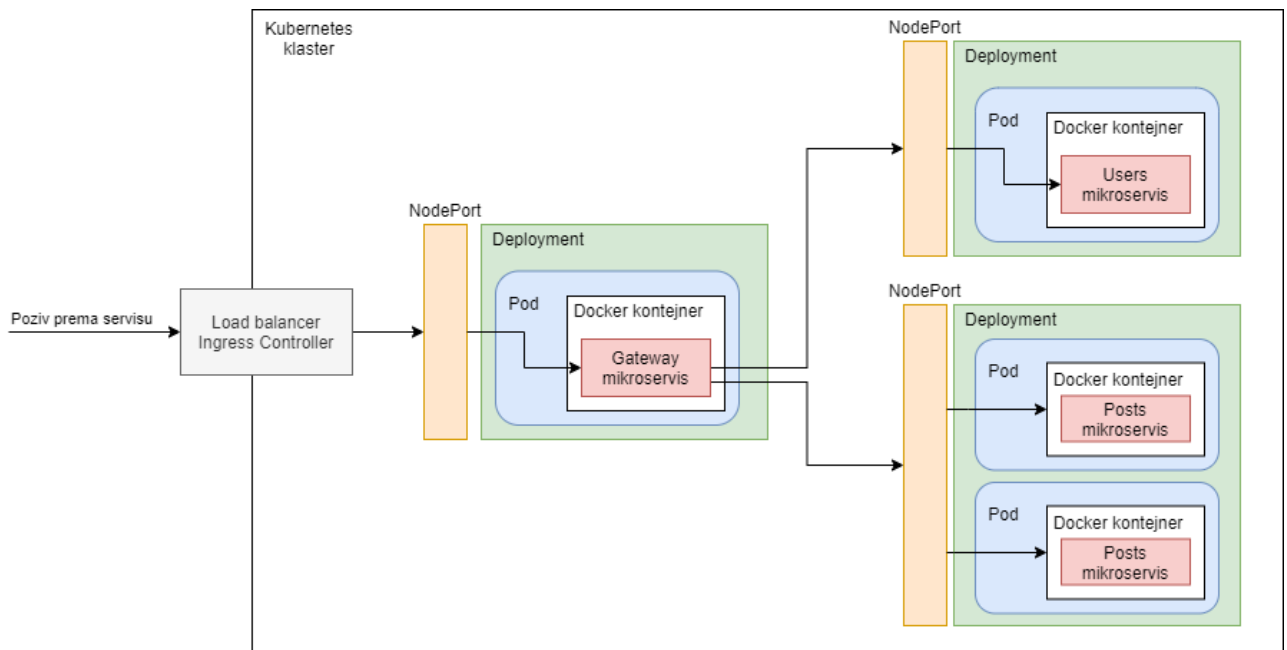 Kubernetes
klaster
Poziv prema servisu
Load balancer
Ingress Controller
NodePort
Deployment
Pod
Docker kontejner
Gateway
mikroservis
NodePort
Deployment
Pod
Docker kontejner
Users
mikroservis
NodePort
Deployment
Pod
Docker kontejner
Posts
mikroservis
Pod
Docker kontejner
Posts
mikroservis